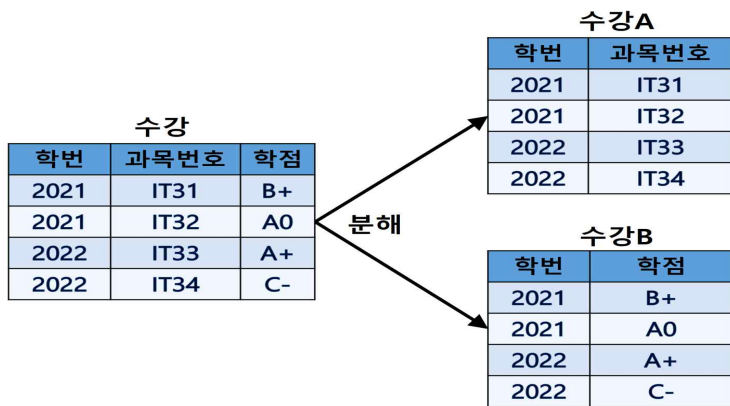 수강
학번 과목번호 학점
2021 IT31 B+
2021 IT32 A0
2022 IT33 A+
2022 IT34 C-
분해
수강A
학번 과목번호
2021 IT31
2021 IT32
2022 IT33
2022 IT34
수강B
학번 학점
2021 B+
2021 A0
2022 A+
2022 C-